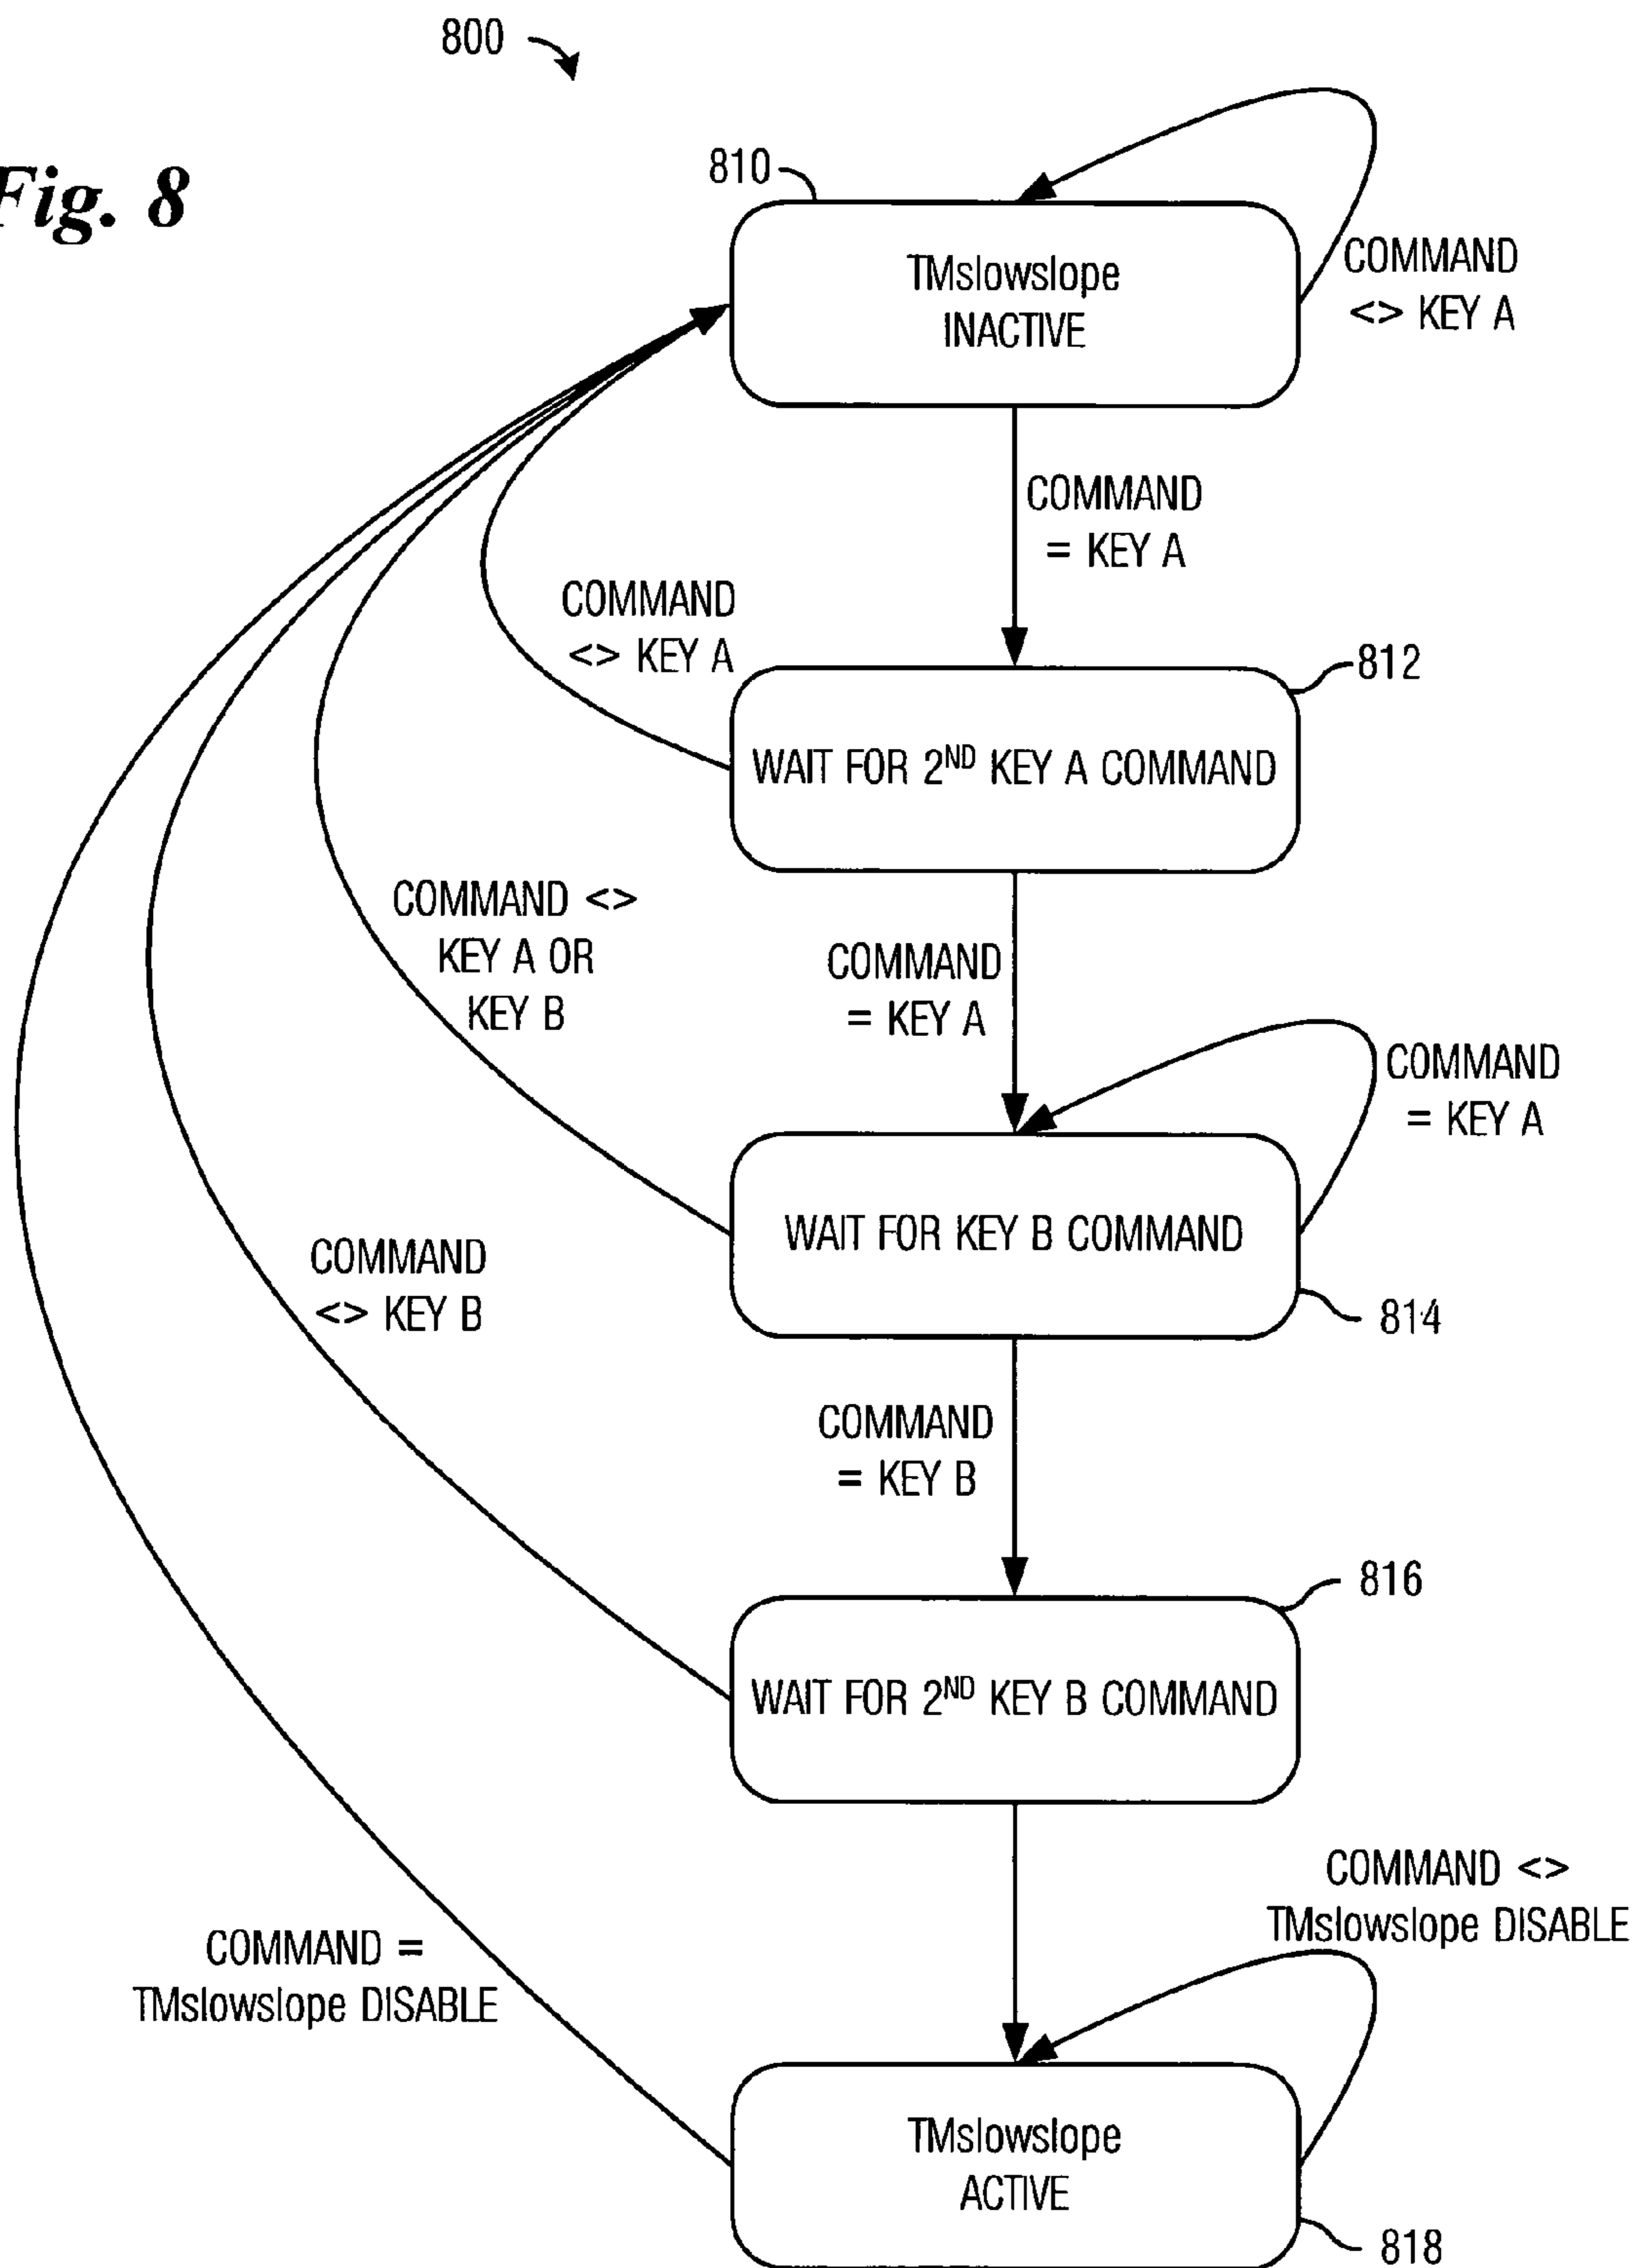 800
Fig. 8
810
TMslowslope
INACTIVE
COMMAND
<> KEY A
COMMAND
= KEY A
COMMAND
<> KEY A
812
WAIT FOR 2ND KEY A COMMAND
COMMAND <>
KEY A OR
KEY B
COMMAND
= KEY A
COMMAND
= KEY A
WAIT FOR KEY B COMMAND
814
COMMAND
<> KEY B
COMMAND
= KEY B
816
WAIT FOR 2ND KEY B COMMAND
COMMAND <>
TMslowslope DISABLE
COMMAND =
TMslowslope DISABLE
TMslowslope
ACTIVE
818